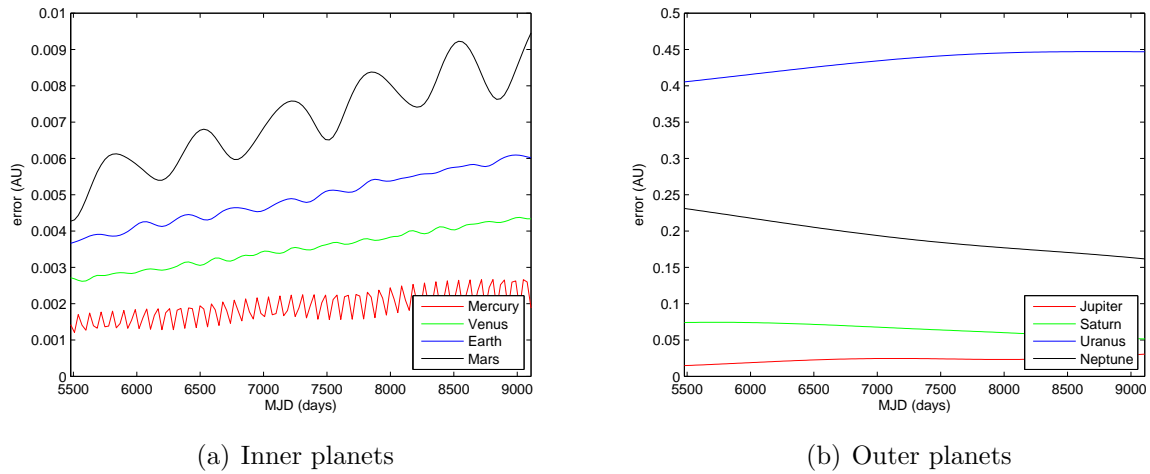 0.01
0.009
0.008
0.007
0.006
0.005
0.004
0.003
0.002
0.001
0
error (AU)
5500 6000 6500 7000 7500 8000 8500 9000
MJD (days)
Mercury
Venus
Earth
Mars
(a) Inner planets
0.5
0.45
0.4
0.35
0.3
0.25
0.2
0.15
0.1
0.05
0
error (AU)
5500 6000 6500 7000 7500 8000 8500 9000
MJD (days)
Jupiter
Saturn
Uranus
Neptune
(b) Outer planets